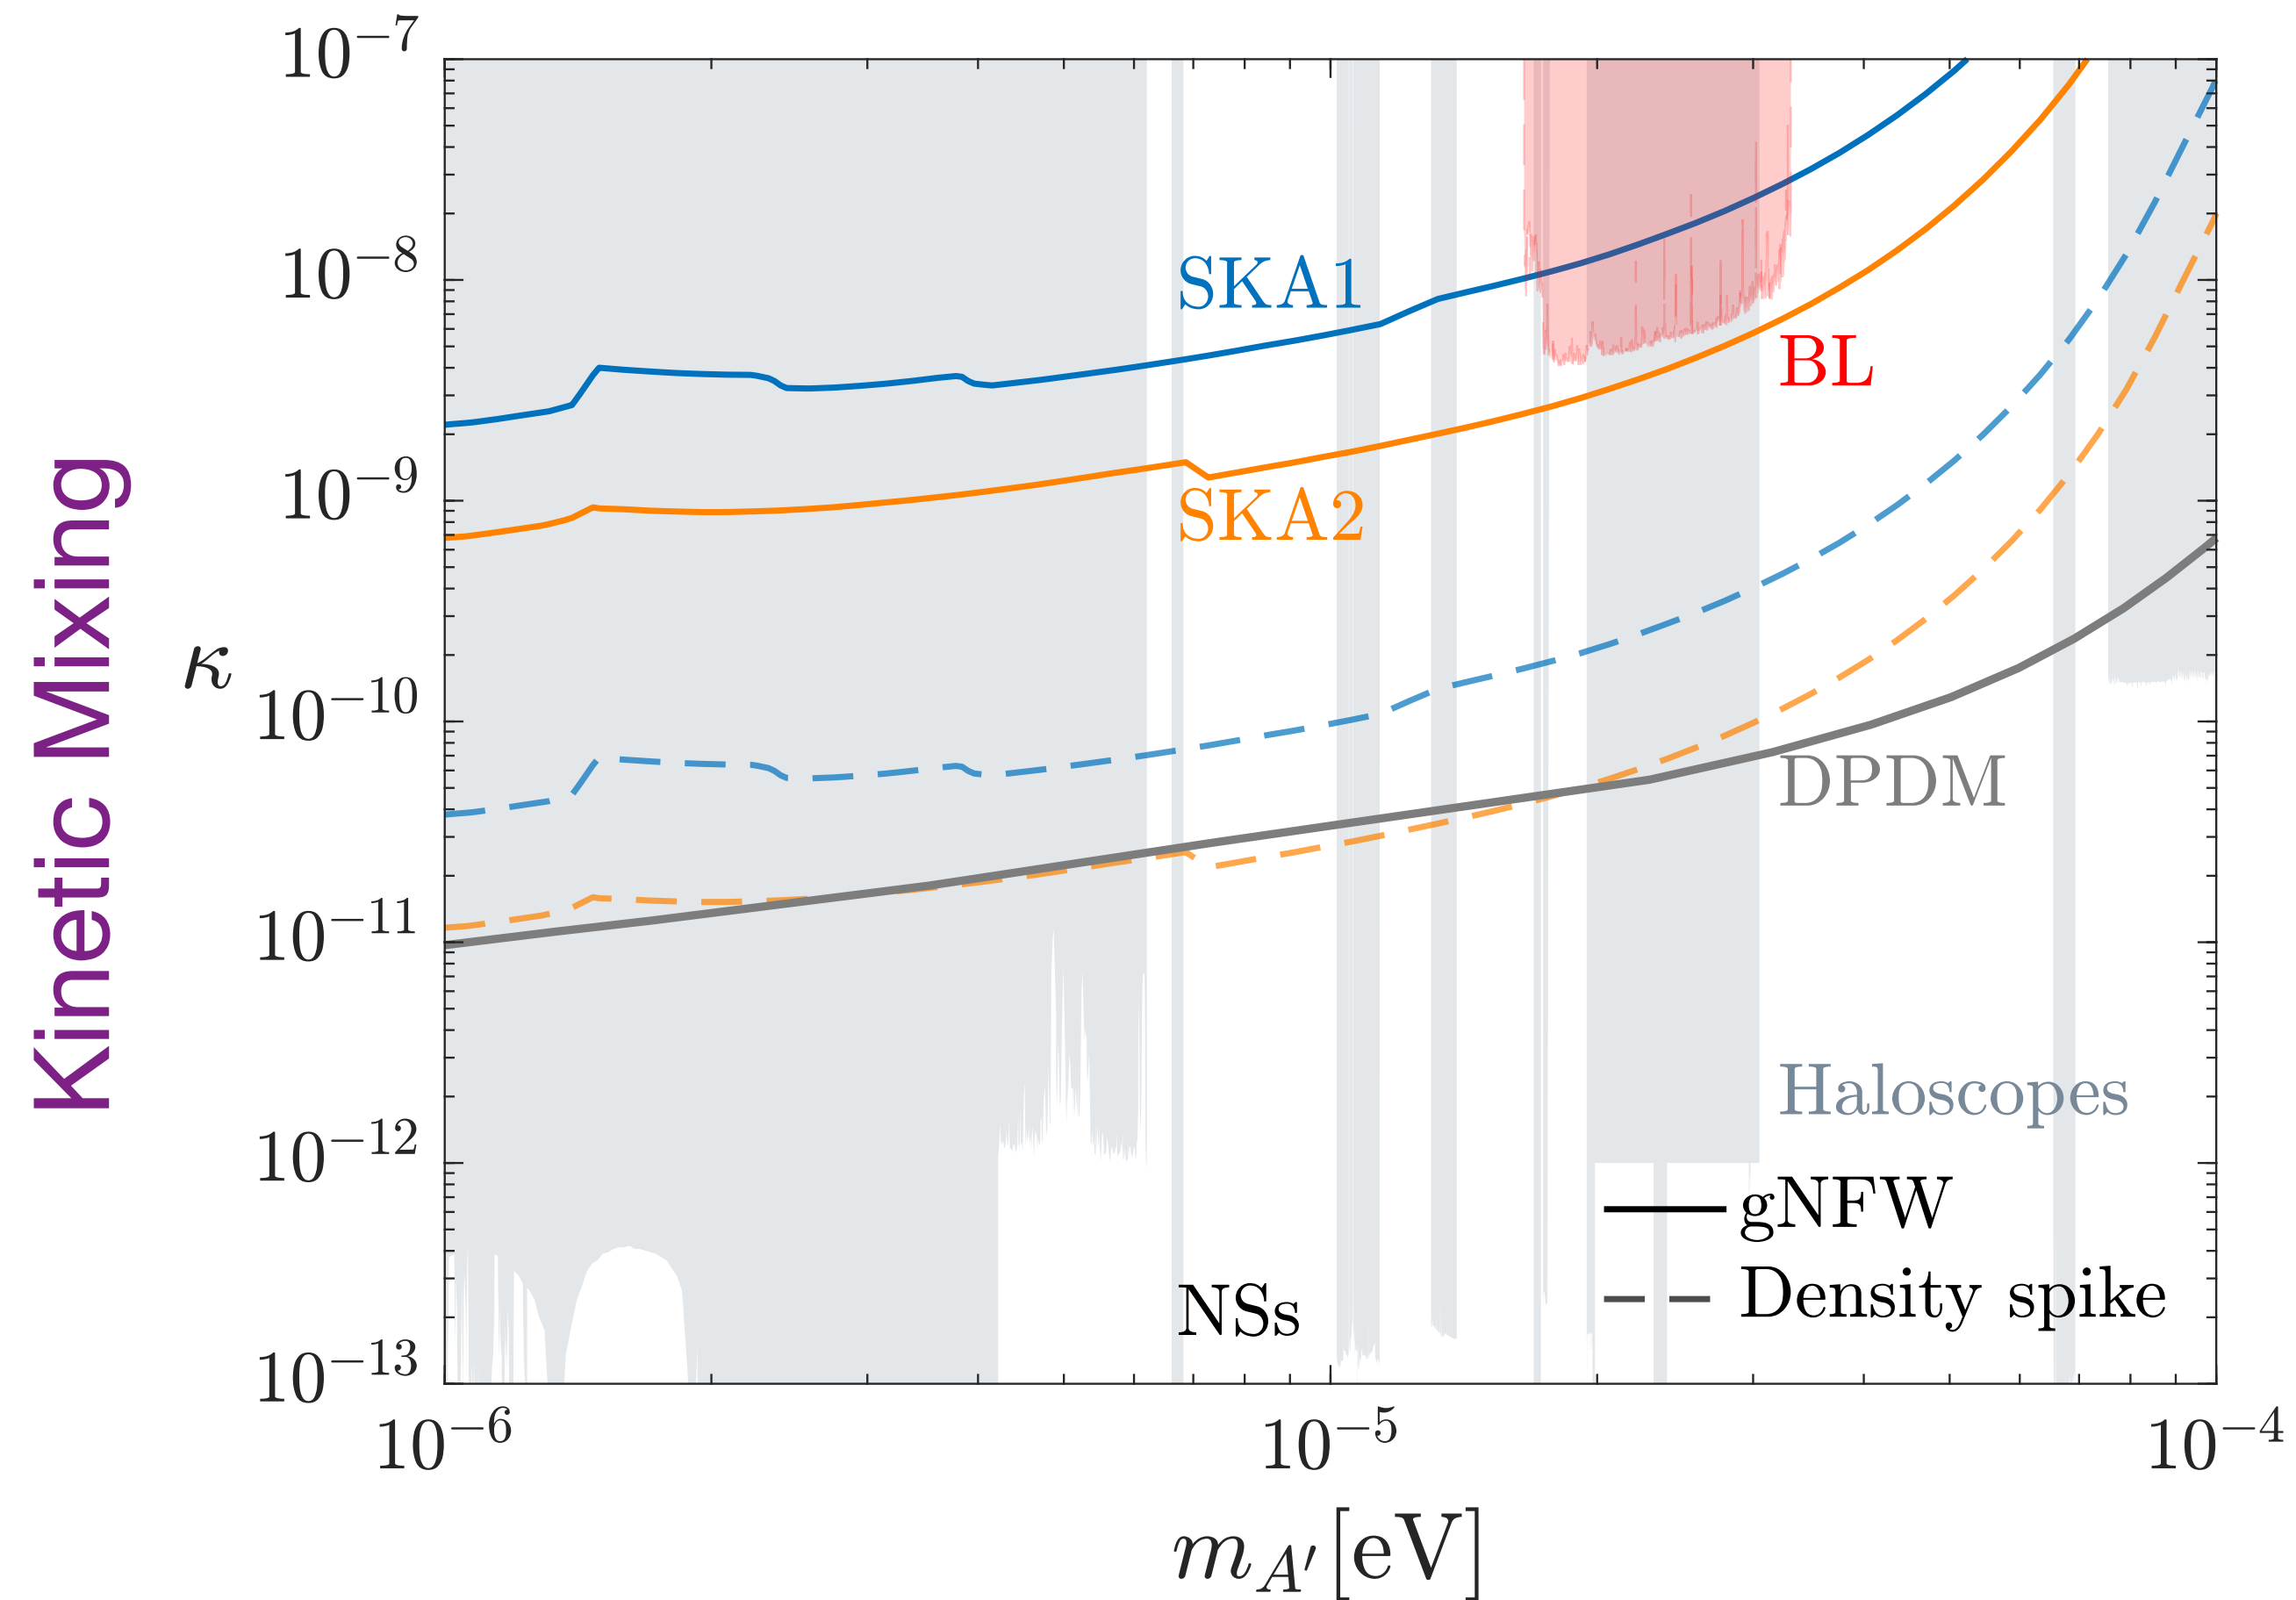 Kinetic Mixing
κ
10⁻⁷
10⁻⁸
10⁻⁹
10⁻¹⁰
10⁻¹¹
10⁻¹²
10⁻¹³
SKA1
SKA2
BL
DPDM
Haloscopes
gNFW
Density spike
NSs
10⁻⁶
10⁻⁵
10⁻⁴
m_{A′}[eV]